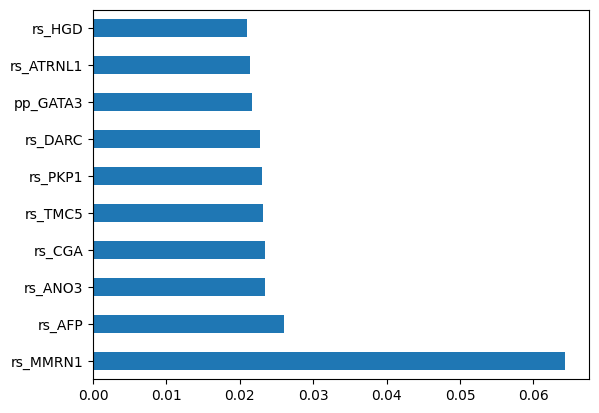 rs_HGD
rs_ATRNL1
pp_GATA3
rs_DARC
rs_PKP1
rs_TMC5
rs_CGA
rs_ANO3
rs_AFP
rs_MMRN1
0.00 0.01 0.02 0.03 0.04 0.05 0.06